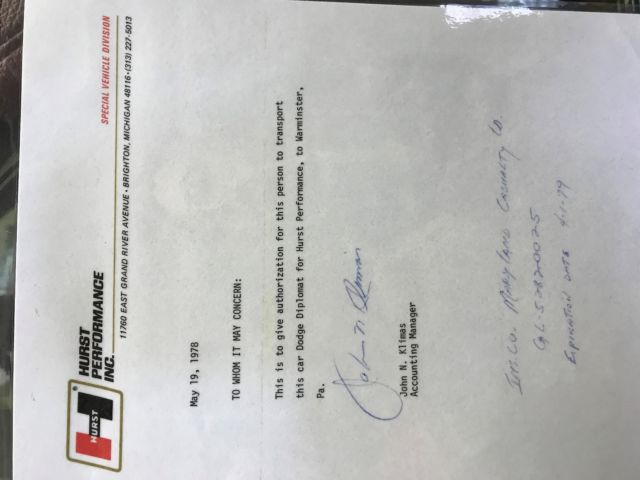 HURST
HURST
PERFORMANCE
INC.
SPECIAL VEHICLE DIVISION
11760 EAST GRAND RIVER AVENUE • BRIGHTON, MICHIGAN 48116 • (313) 227-5013
May 19, 1978
TO WHOM IT MAY CONCERN:
This is to give authorization for this person to transport
this car Dodge Diplomat for Hurst Performance, to Warminster,
Pa.
John N. Klimas
John N. Klimas
Accounting Manager
Ins. Co. Maryland Casualty Co.
Expiration Date 4-1-79